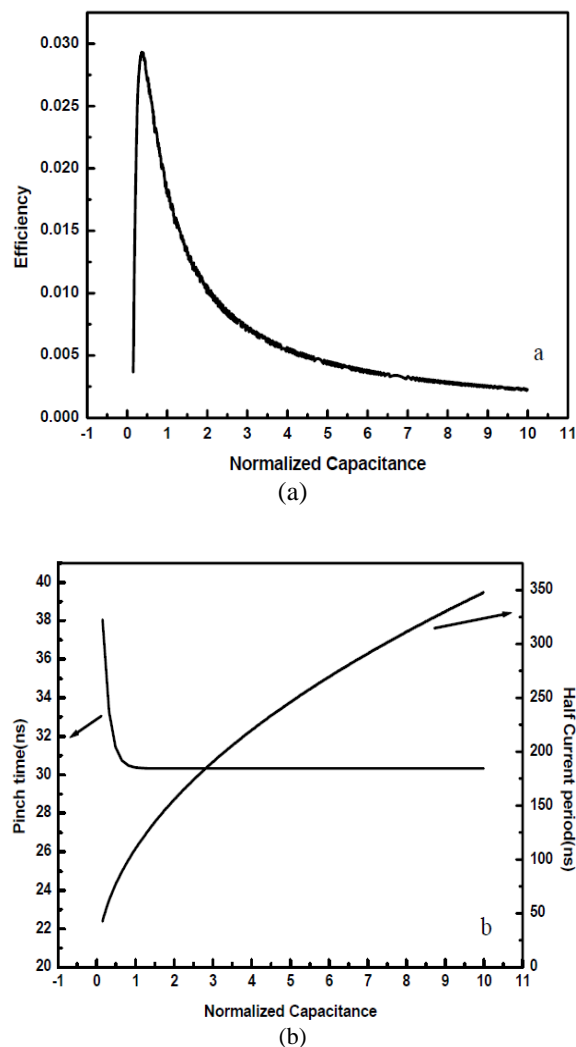 0.030
0.025
0.020
0.015
0.010
0.005
0.000
Efficiency
a
-1 0 1 2 3 4 5 6 7 8 9 10 11
Normalized Capacitance
(a)
40
38
36
34
32
30
28
26
24
22
20
Pinch time(ns)
350
300
250
200
150
100
50
0
Half Current period(ns)
b
-1 0 1 2 3 4 5 6 7 8 9 10 11
Normalized Capacitance
(b)